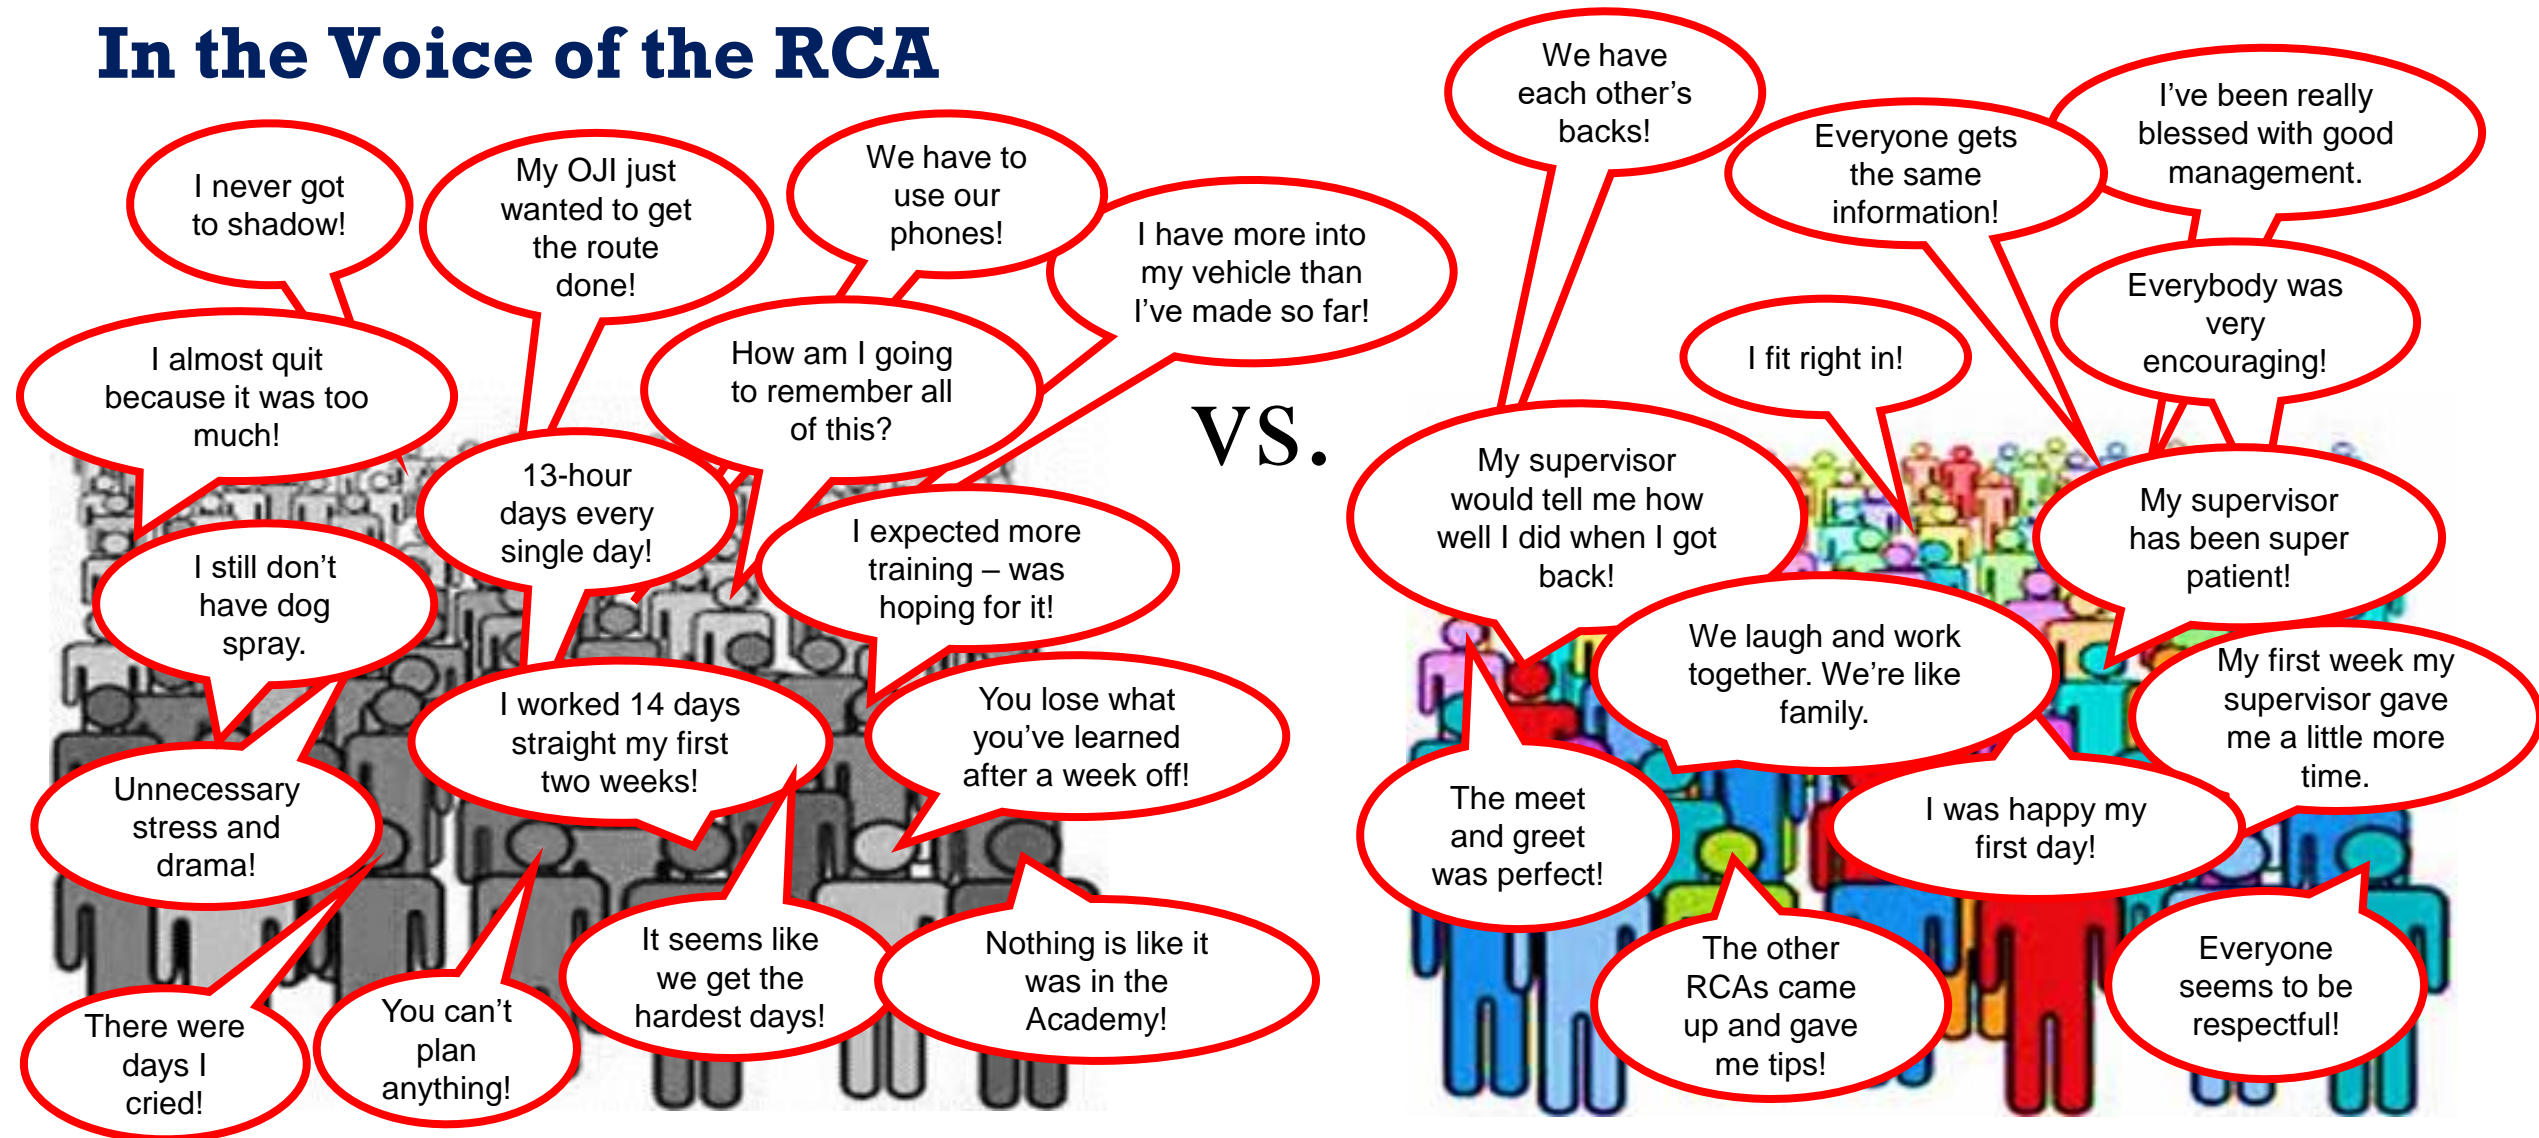 In the Voice of the RCA
I never got
to shadow!
My OJI just
wanted to get
the route
done!
We have to
use our
phones!
I have more into
my vehicle than
I've made so far!
I almost quit
because it was too
much!
How am I going
to remember all
of this?
13-hour
days every
single day!
I expected more
training – was
hoping for it!
I still don't
have dog
spray.
I worked 14 days
straight my first
two weeks!
You lose what
you've learned
after a week off!
Unnecessary
stress and
drama!
There were
days I
cried!
You can't
plan
anything!
It seems like
we get the
hardest days!
Nothing is like it
was in the
Academy!
vs.
We have
each other's
backs!
Everyone gets
the same
information!
I've been really
blessed with good
management.
I fit right in!
Everybody was
very
encouraging!
My supervisor
would tell me how
well I did when I got
back!
My supervisor
has been super
patient!
We laugh and work
together. We're like
family.
My first week my
supervisor gave
me a little more
time.
The meet
and greet
was perfect!
I was happy my
first day!
The other
RCAs came
up and gave
me tips!
Everyone
seems to be
respectful!